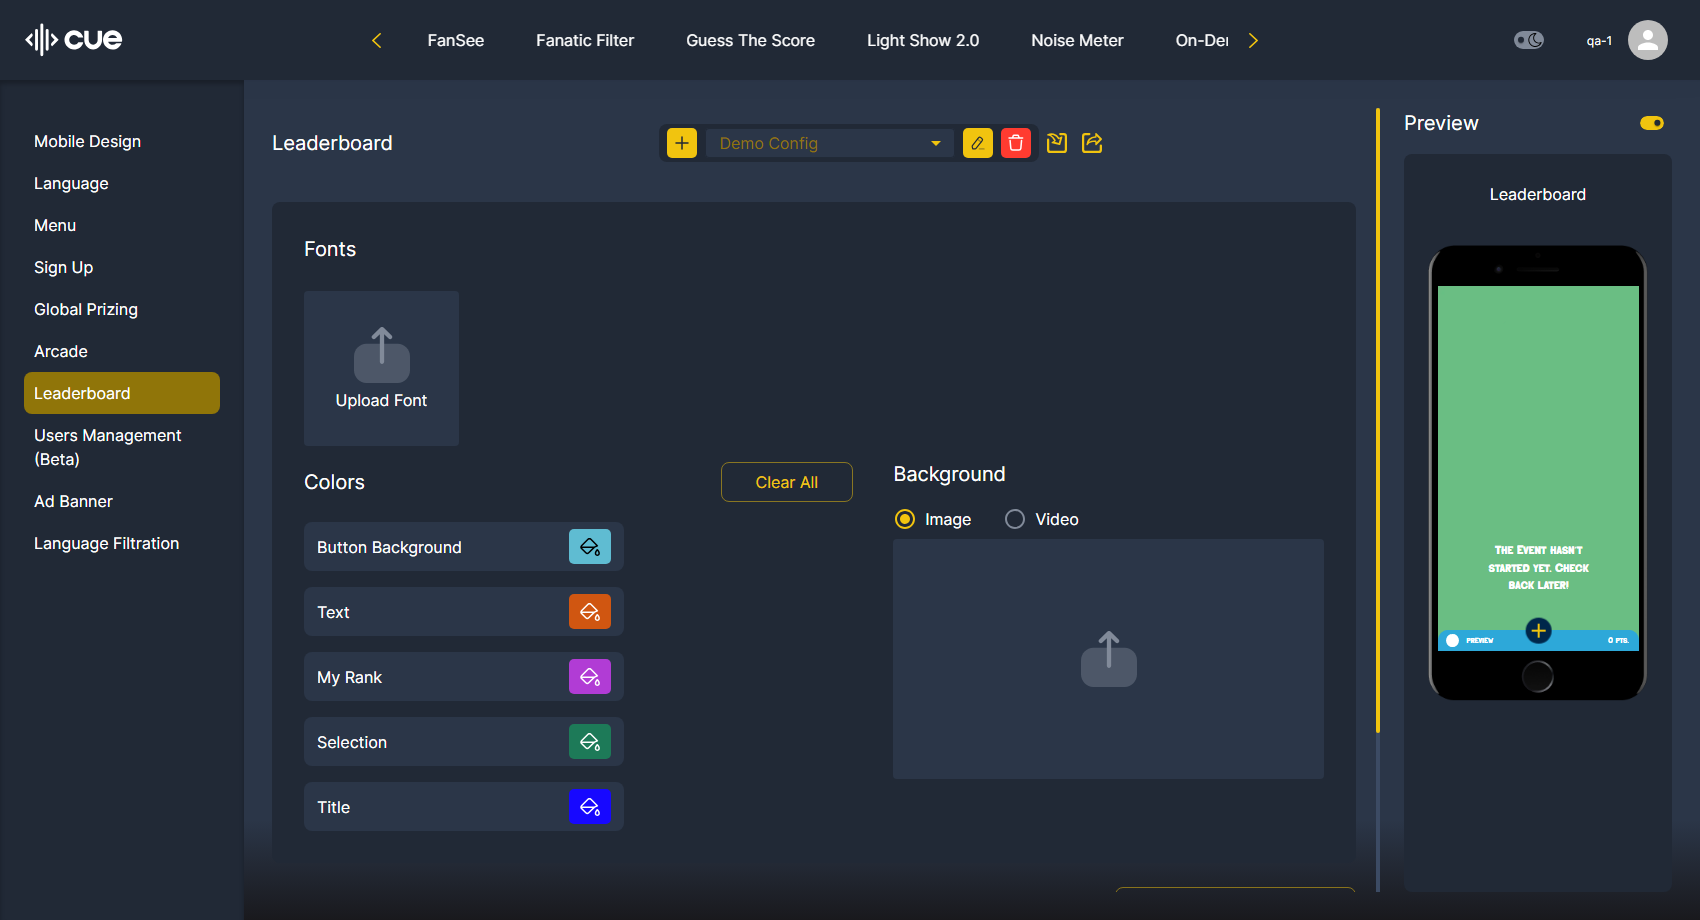 cue
FanSee
Fanatic Filter
Guess The Score
Light Show 2.0
Noise Meter
On-Der
qa-1
Mobile Design
Language
Menu
Sign Up
Global Prizing
Arcade
Leaderboard
Users Management
(Beta)
Ad Banner
Language Filtration
Leaderboard
Demo Config
Fonts
Upload Font
Colors
Clear All
Button Background
Text
My Rank
Selection
Title
Background
Image
Video
Preview
Leaderboard
The Event hasn't
started yet. Check
back later!
PREVIEW
0 PTS.